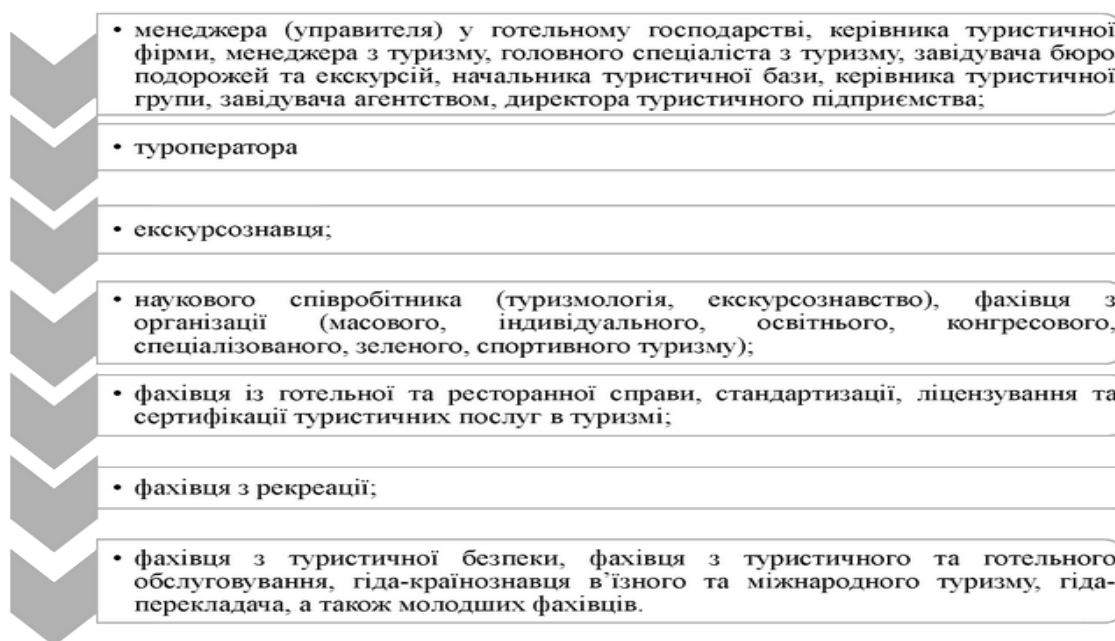 • менеджера (управителя) у готельному господарстві, керівника туристичної
фірми, менеджера з туризму, головного спеціаліста з туризму, завідувача бюро
подорожей та екскурсій, начальника туристичної бази, керівника туристичної
групи, завідувача агентством, директора туристичного підприємства;
• туроператора
• екскурсознавця;
• наукового співробітника (туризмологія, екскурсознавство), фахівця з
організації (масового, індивідуального, освітнього, конгресового,
спеціалізованого, зеленого, спортивного туризму);
• фахівця із готельної та ресторанної справи, стандартизації, ліцензування та
сертифікації туристичних послуг в туризмі;
• фахівця з рекреації;
• фахівця з туристичної безпеки, фахівця з туристичного та готельного
обслуговування, гіда-країнознавця в’їзного та міжнародного туризму, гіда-
перекладача, а також молодших фахівців.